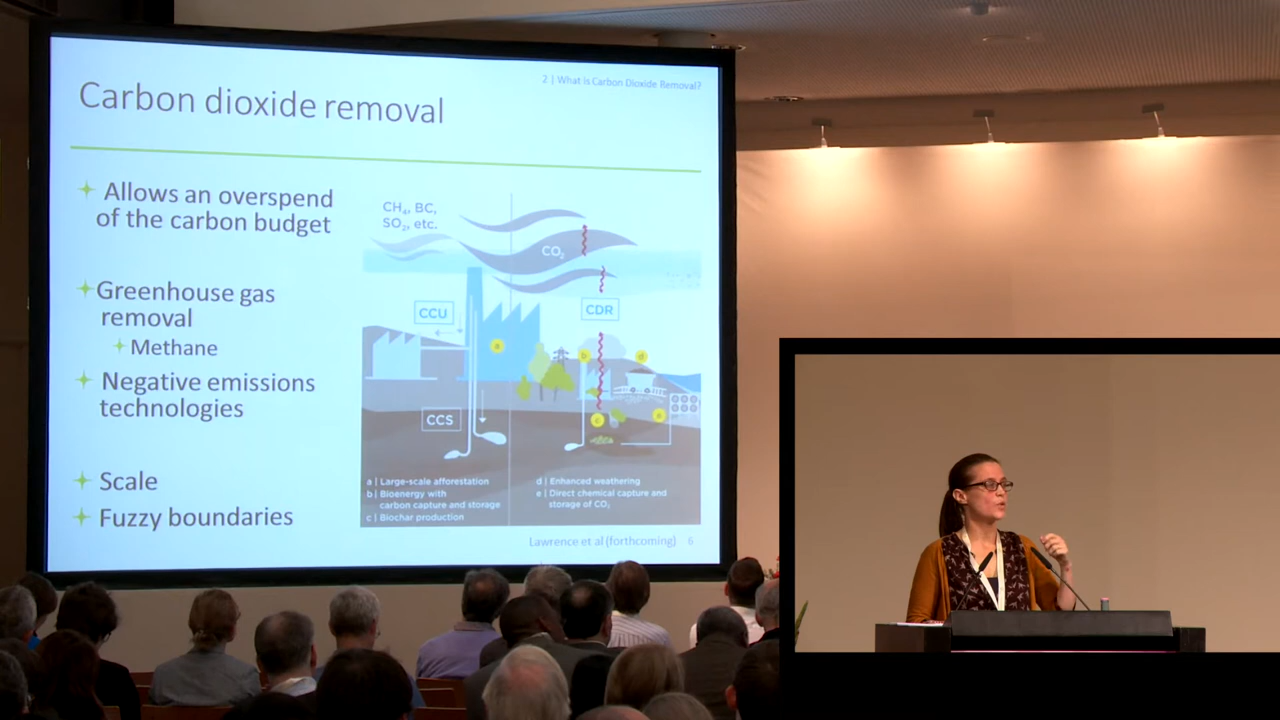 2 | What is Carbon Dioxide Removal?
Carbon dioxide removal
Allows an overspend
of the carbon budget
Greenhouse gas
removal
Methane
Negative emissions
technologies
Scale
Fuzzy boundaries
CH₄, BC,
SO₂, etc.
CO₂
CCU
CDR
a
b
d
CCS
c
e
a | Large-scale afforestation
b | Bioenergy with
carbon capture and storage
c | Biochar production
d | Enhanced weathering
e | Direct chemical capture and
storage of CO₂
Lawrence et al (forthcoming) 6